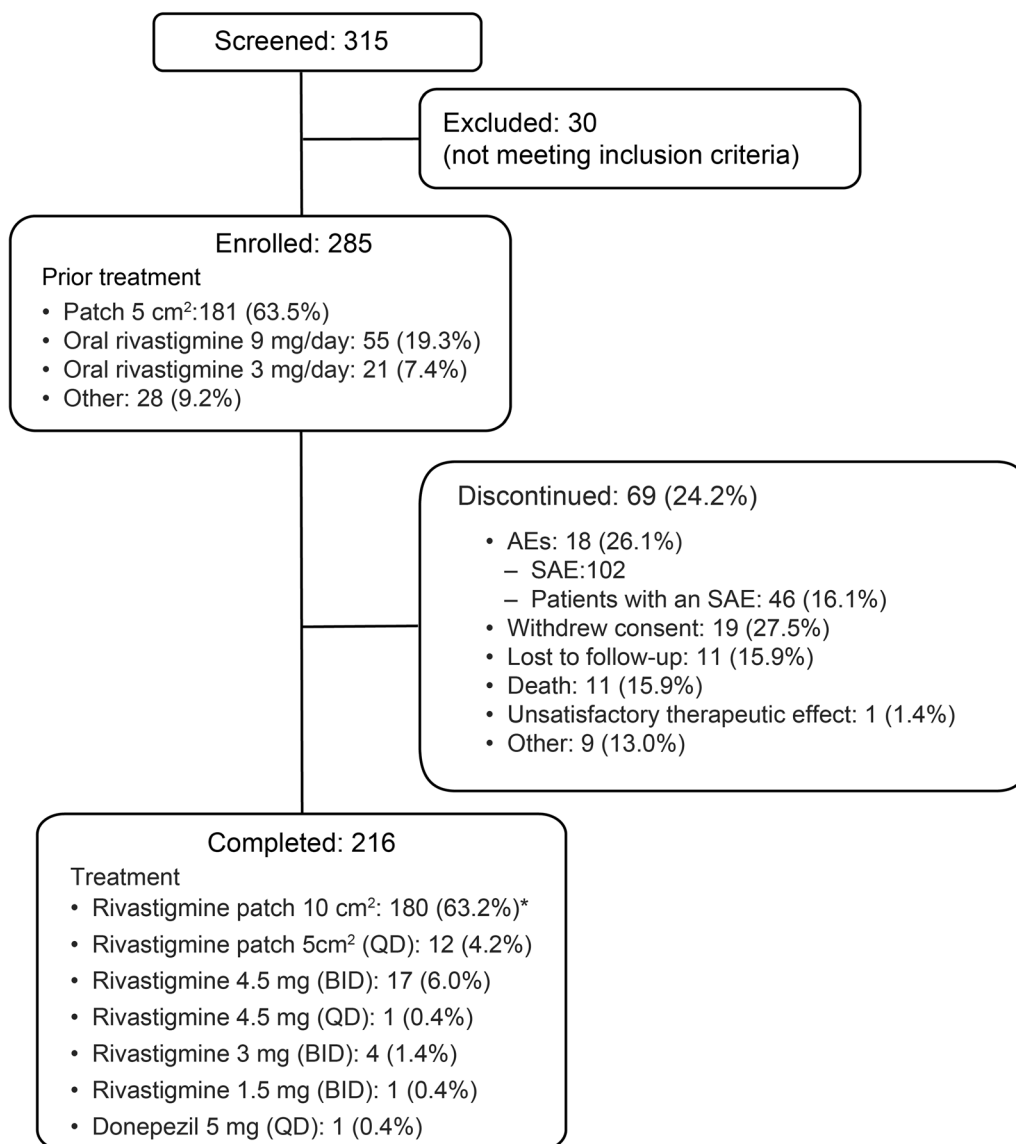 Screened: 315
Excluded: 30
(not meeting inclusion criteria)
Enrolled: 285
Prior treatment
• Patch 5 cm²:181 (63.5%)
• Oral rivastigmine 9 mg/day: 55 (19.3%)
• Oral rivastigmine 3 mg/day: 21 (7.4%)
• Other: 28 (9.2%)
Discontinued: 69 (24.2%)
• AEs: 18 (26.1%)
– SAE:102
– Patients with an SAE: 46 (16.1%)
• Withdrew consent: 19 (27.5%)
• Lost to follow-up: 11 (15.9%)
• Death: 11 (15.9%)
• Unsatisfactory therapeutic effect: 1 (1.4%)
• Other: 9 (13.0%)
Completed: 216
Treatment
• Rivastigmine patch 10 cm²: 180 (63.2%)*
• Rivastigmine patch 5cm² (QD): 12 (4.2%)
• Rivastigmine 4.5 mg (BID): 17 (6.0%)
• Rivastigmine 4.5 mg (QD): 1 (0.4%)
• Rivastigmine 3 mg (BID): 4 (1.4%)
• Rivastigmine 1.5 mg (BID): 1 (0.4%)
• Donepezil 5 mg (QD): 1 (0.4%)